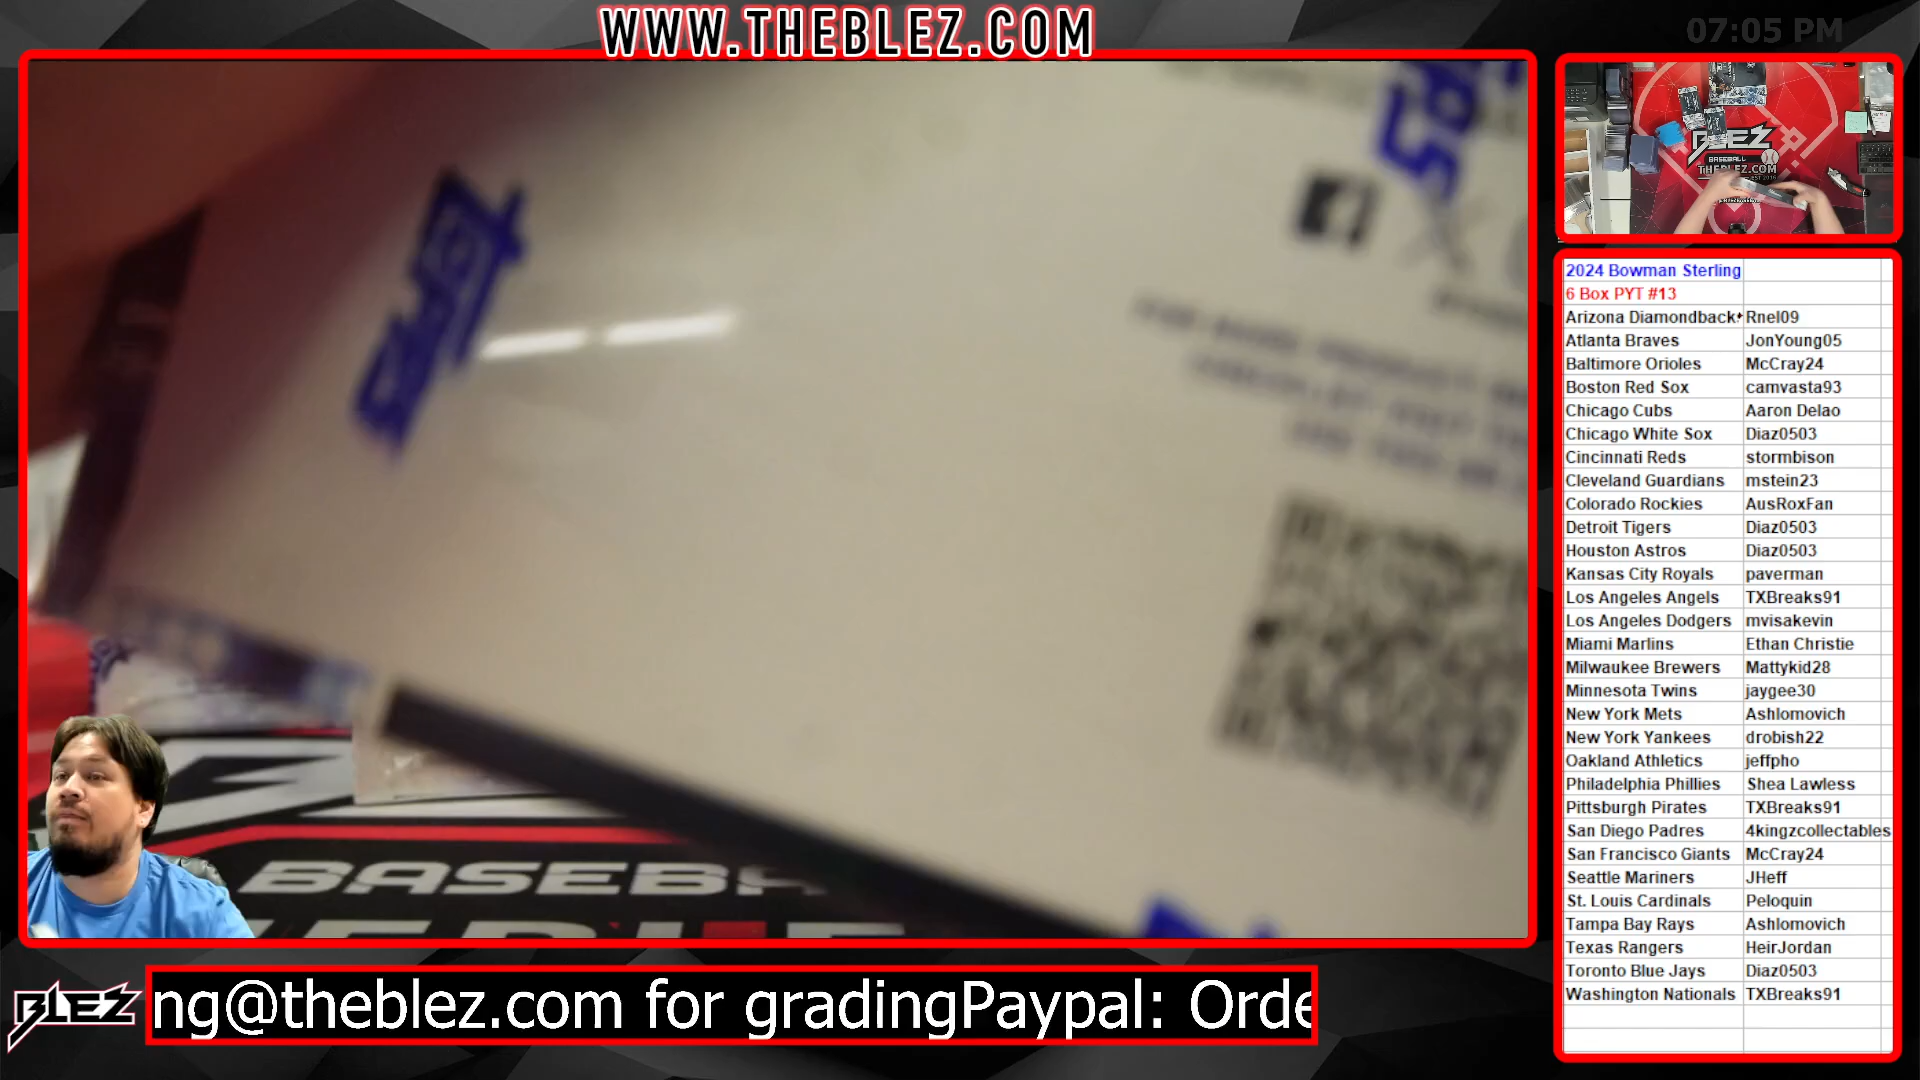 WWW.THEBLEZ.COM
07:05 PM
BLEZ
BASEBALL
THEBLEZ.COM
2024 Bowman Sterling
6 Box PYT #13
Arizona Diamondback Rnel09
Atlanta Braves JonYoung05
Baltimore Orioles McCray24
Boston Red Sox camvasta93
Chicago Cubs Aaron Delao
Chicago White Sox Diaz0503
Cincinnati Reds stormbison
Cleveland Guardians mstein23
Colorado Rockies AusRoxFan
Detroit Tigers Diaz0503
Houston Astros Diaz0503
Kansas City Royals paverman
Los Angeles Angels TXBreaks91
Los Angeles Dodgers mvisakevin
Miami Marlins Ethan Christie
Milwaukee Brewers Mattykid28
Minnesota Twins jaygee30
New York Mets Ashlomovich
New York Yankees drobish22
Oakland Athletics jeffpho
Philadelphia Phillies Shea Lawless
Pittsburgh Pirates TXBreaks91
San Diego Padres 4kingzcollectables
San Francisco Giants McCray24
Seattle Mariners JHeff
St. Louis Cardinals Peloquin
Tampa Bay Rays Ashlomovich
Texas Rangers HeirJordan
Toronto Blue Jays Diaz0503
Washington Nationals TXBreaks91
BASEBA
BLEZ
ng@theblez.com for gradingPaypal: Orde